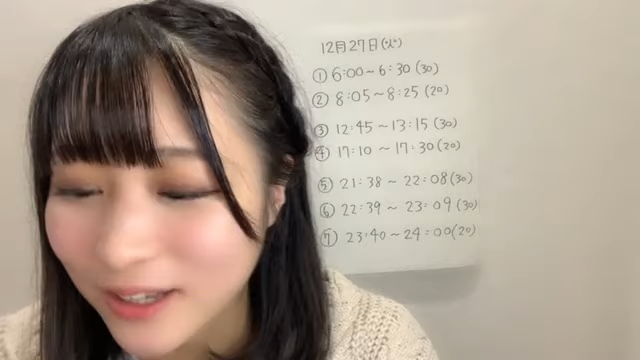 12月27日(火)
① 6:00～6:30 (30)
② 8:05～8:25 (20)
③ 12:45～13:15 (30)
④ 17:10～17:30 (20)
⑤ 21:38～22:08 (30)
⑥ 22:39～23:09 (30)
⑦ 23:40～24:00 (20)